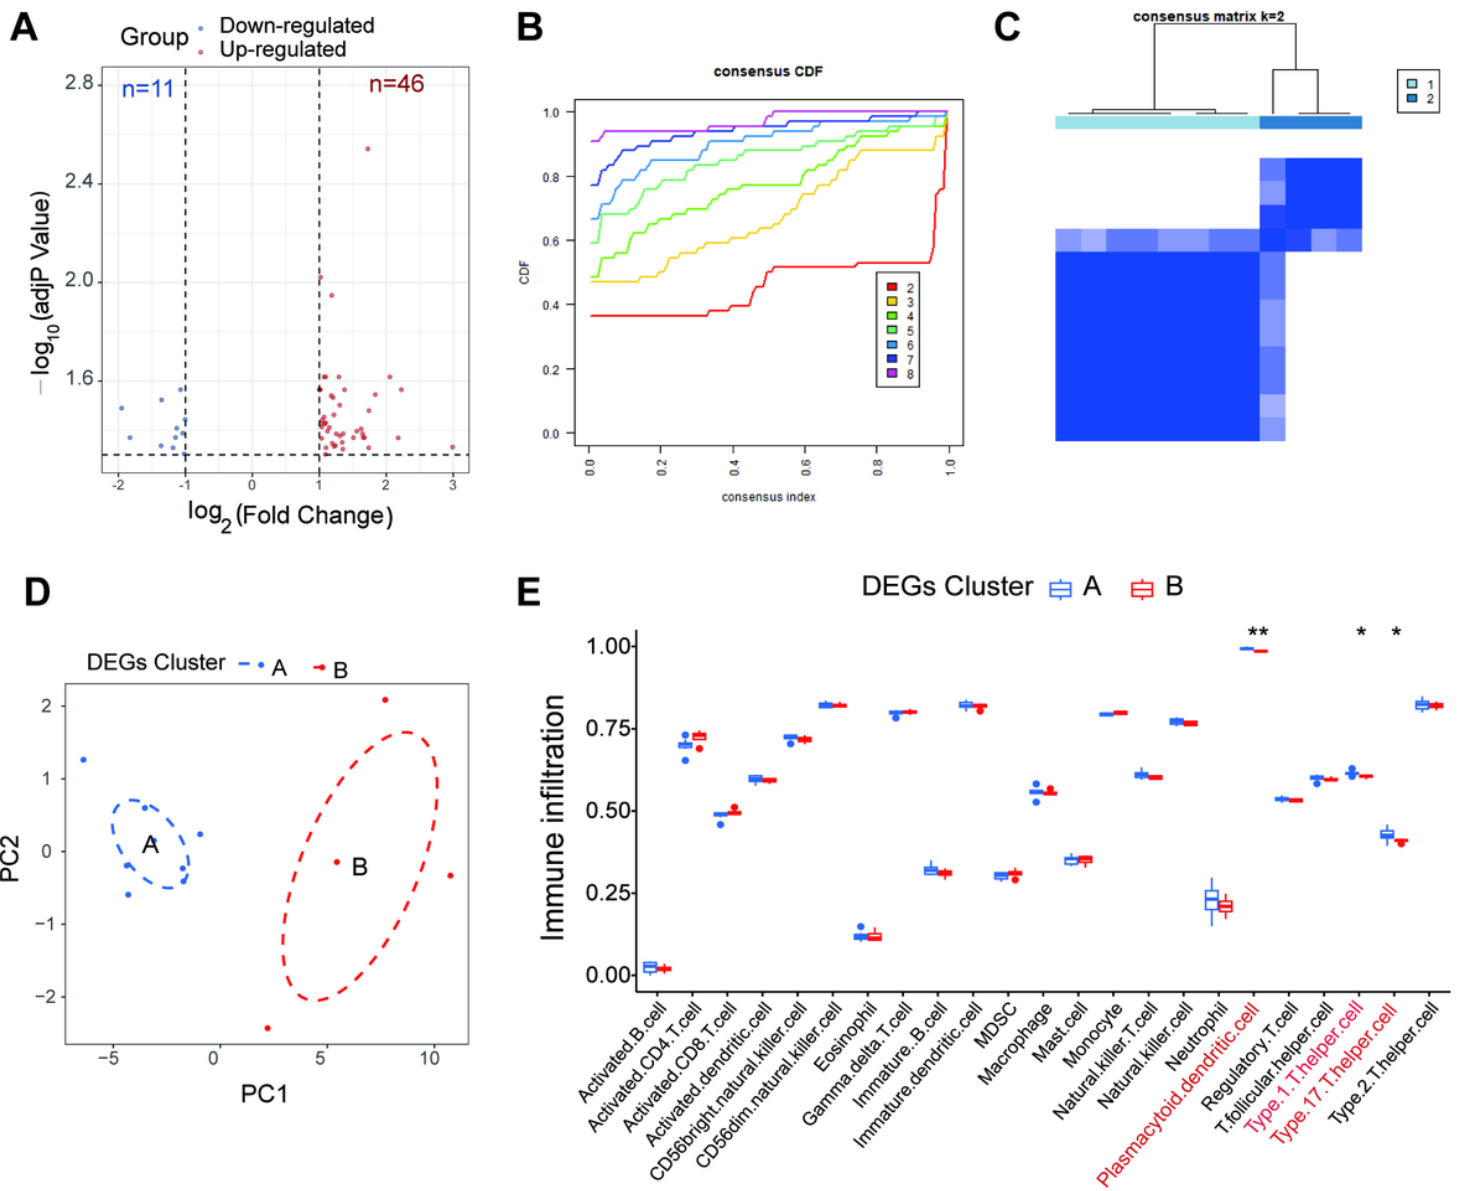 A
Group
Down-regulated
Up-regulated
n=11
n=46
2.8
2.4
2.0
1.6
-2
-1
0
1
2
3
−log10(adjP Value)
log2(Fold Change)
B
consensus CDF
1.0
0.8
0.6
0.4
0.2
0.0
CDF
0.0
0.2
0.4
0.6
0.8
1.0
consensus index
2
3
4
5
6
7
8
C
consensus matrix k=2
1
2
D
DEGs Cluster
A
B
2
1
0
−1
−2
PC2
A
B
−5
0
5
10
PC1
E
DEGs Cluster
A
B
Immune infiltration
1.00
0.75
0.50
0.25
0.00
**
*
*
Activated.B.cell
Activated.CD4.T.cell
Activated.CD8.T.cell
Activated.dendritic.cell
CD56bright.natural.killer.cell
CD56dim.natural.killer.cell
Eosinophil
Gamma.delta.T.cell
Immature..B.cell
Immature.dendritic.cell
MDSC
Macrophage
Mast.cell
Monocyte
Natural.killer.T.cell
Natural.killer.cell
Neutrophil
Plasmacytoid.dendritic.cell
Regulatory.T.cell
T.follicular.helper.cell
Type.1.T.helper.cell
Type.17.T.helper.cell
Type.2.T.helper.cell